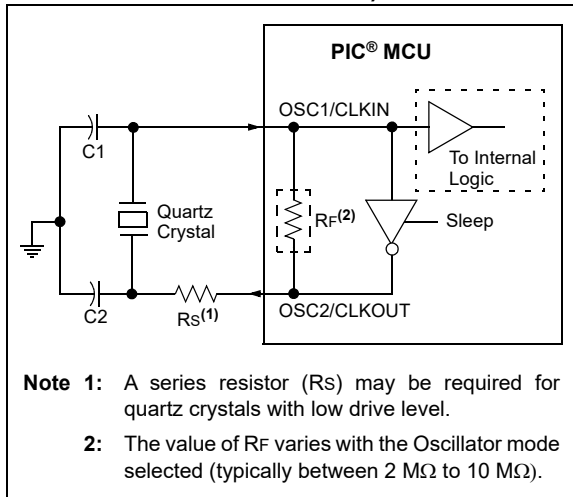 PIC® MCU
OSC1/CLKIN
C1
To Internal
Logic
Quartz
Crystal
RF(2)
Sleep
C2
RS(1)
OSC2/CLKOUT
Note 1: A series resistor (RS) may be required for
quartz crystals with low drive level.
2: The value of RF varies with the Oscillator mode
selected (typically between 2 MΩ to 10 MΩ).